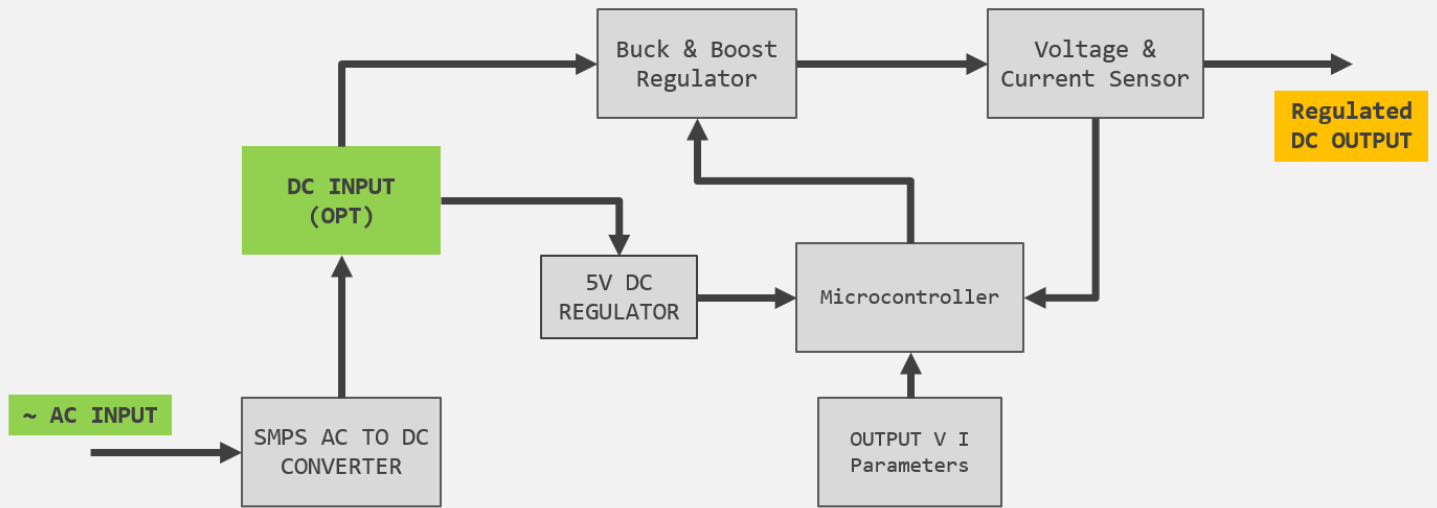 Buck & Boost
Regulator
Voltage &
Current Sensor
Regulated
DC OUTPUT
DC INPUT
(OPT)
5V DC
REGULATOR
Microcontroller
~ AC INPUT
SMPS AC TO DC
CONVERTER
OUTPUT V I
Parameters